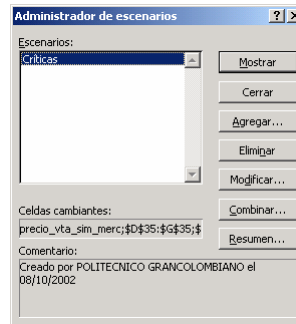 Administrador de escenarios
Escenarios:
Críticas
Mostrar
Cerrar
Agregar...
Eliminar
Modificar...
Combinar...
Resumen...
Celdas cambiantes:
precio_vta_sim_merc;$D$35:$G$35;$
Comentario:
Creado por POLITECNICO GRANCOLOMBIANO el
08/10/2002